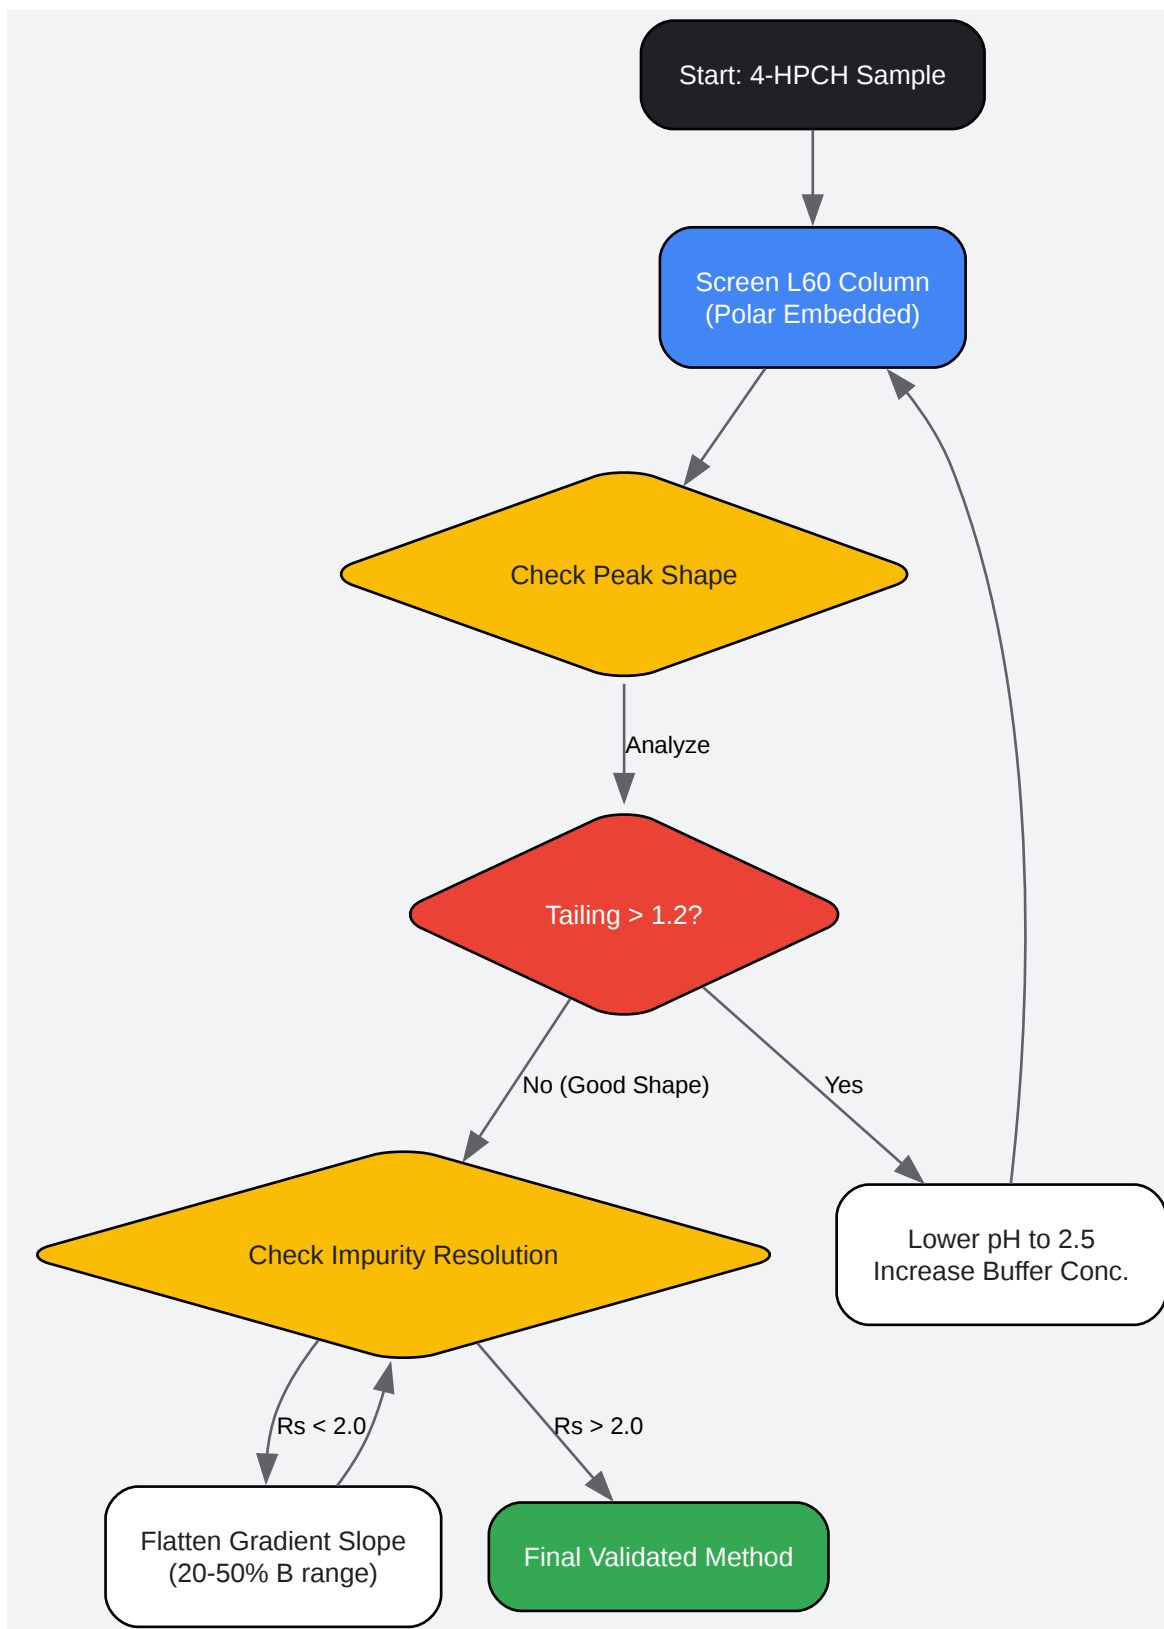 Start: 4-HPCH Sample
Screen L60 Column
(Polar Embedded)
Check Peak Shape
Analyze
Tailing > 1.2?
No (Good Shape)
Yes
Lower pH to 2.5
Increase Buffer Conc.
Check Impurity Resolution
Rs < 2.0
Rs > 2.0
Flatten Gradient Slope
(20-50% B range)
Final Validated Method